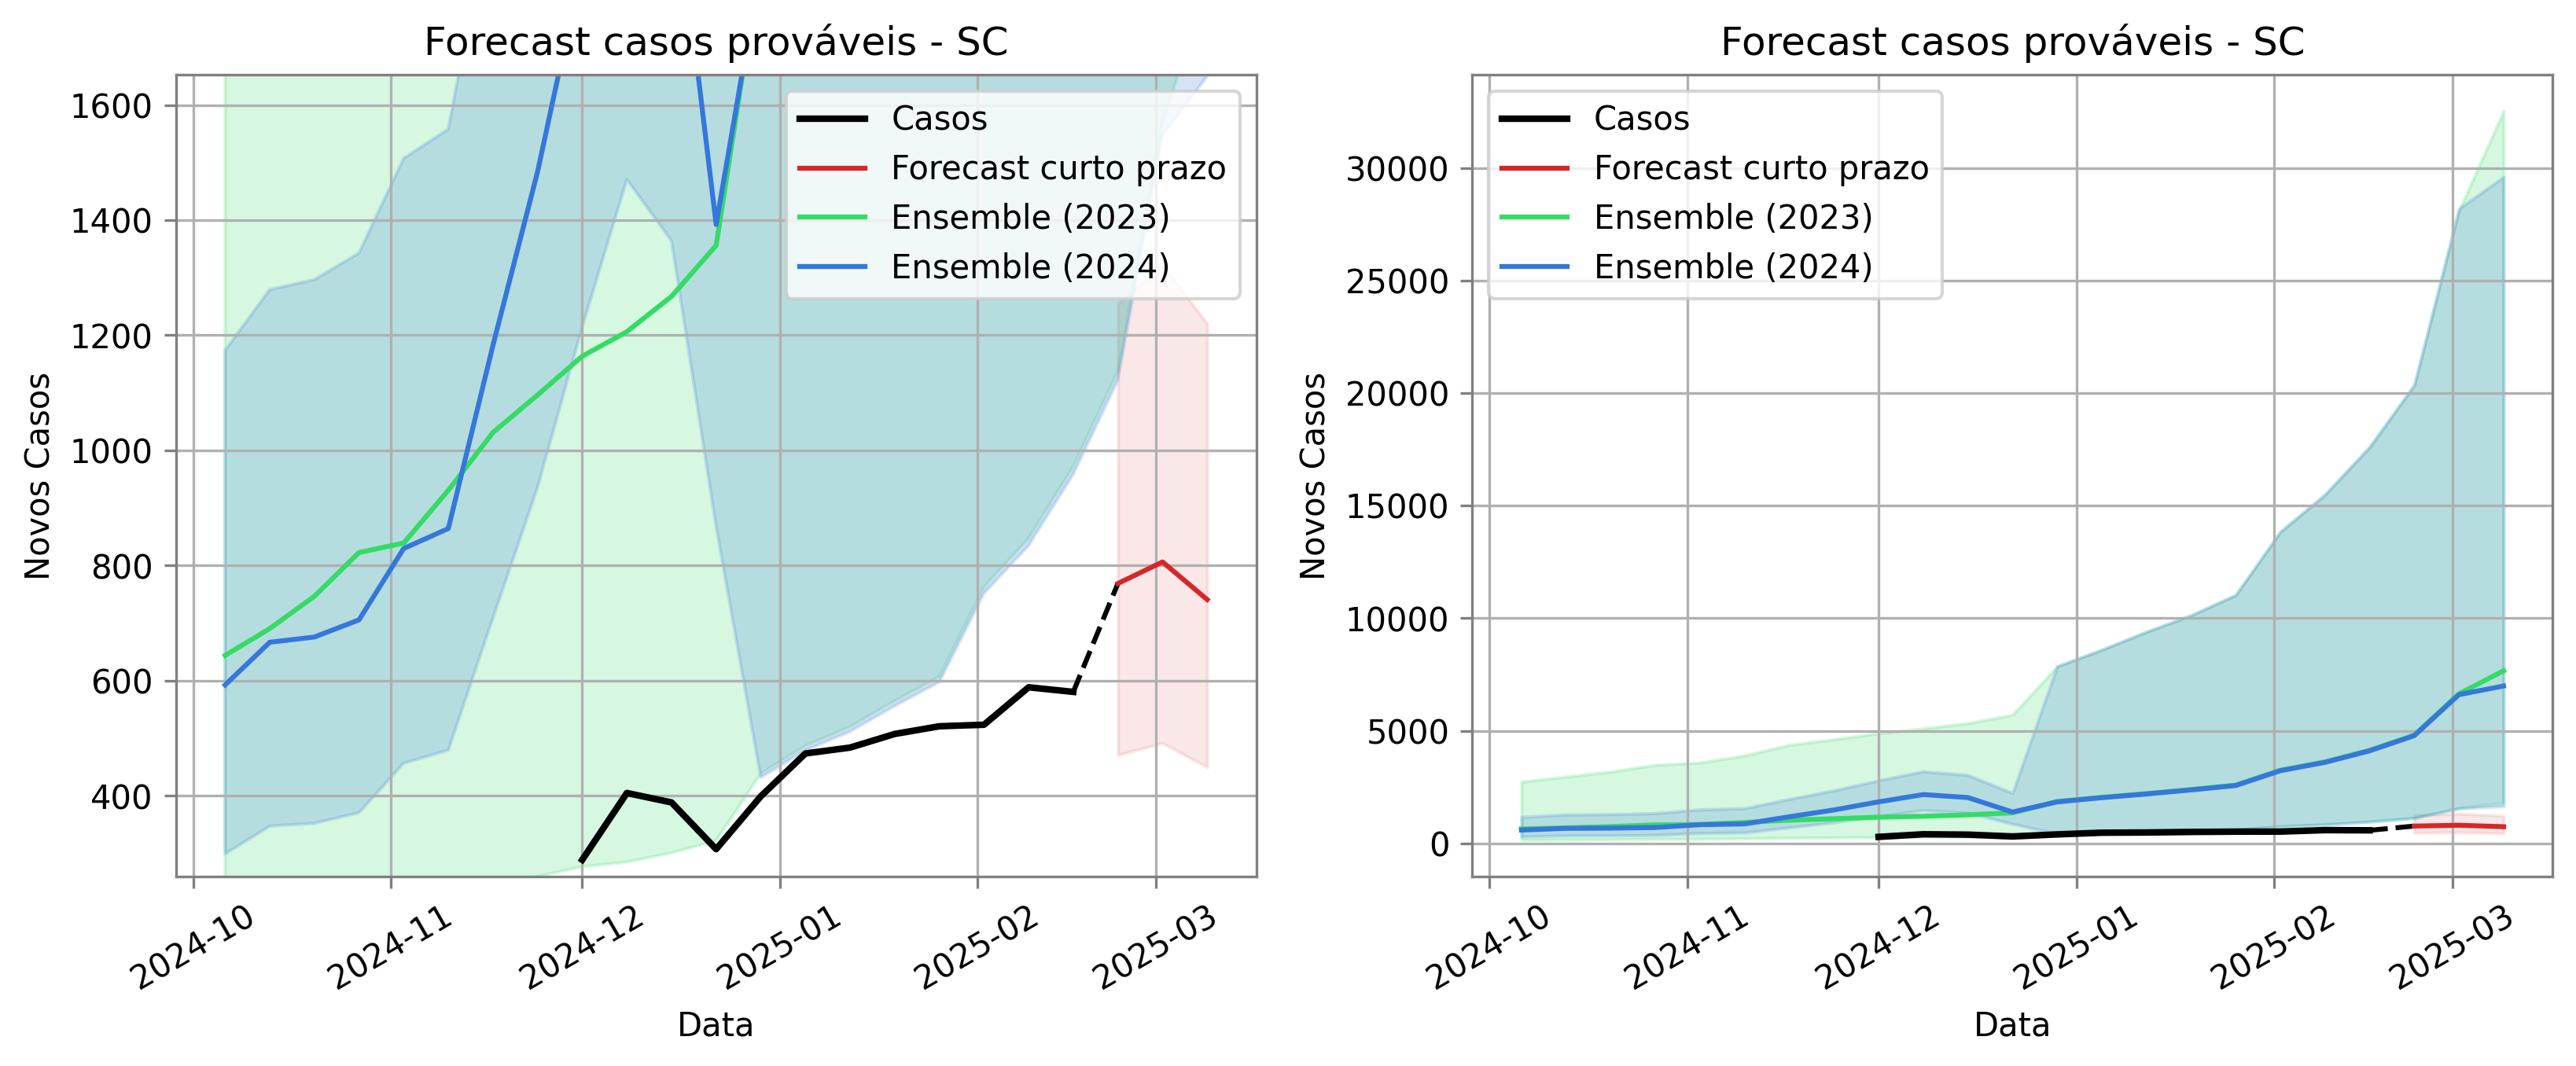 Forecast casos prováveis - SC
Novos Casos
1600
1400
1200
1000
800
600
400
Casos
Forecast curto prazo
Ensemble (2023)
Ensemble (2024)
2024-10
2024-11
2024-12
2025-01
2025-02
2025-03
Data
Forecast casos prováveis - SC
Novos Casos
30000
25000
20000
15000
10000
5000
0
Casos
Forecast curto prazo
Ensemble (2023)
Ensemble (2024)
2024-10
2024-11
2024-12
2025-01
2025-02
2025-03
Data